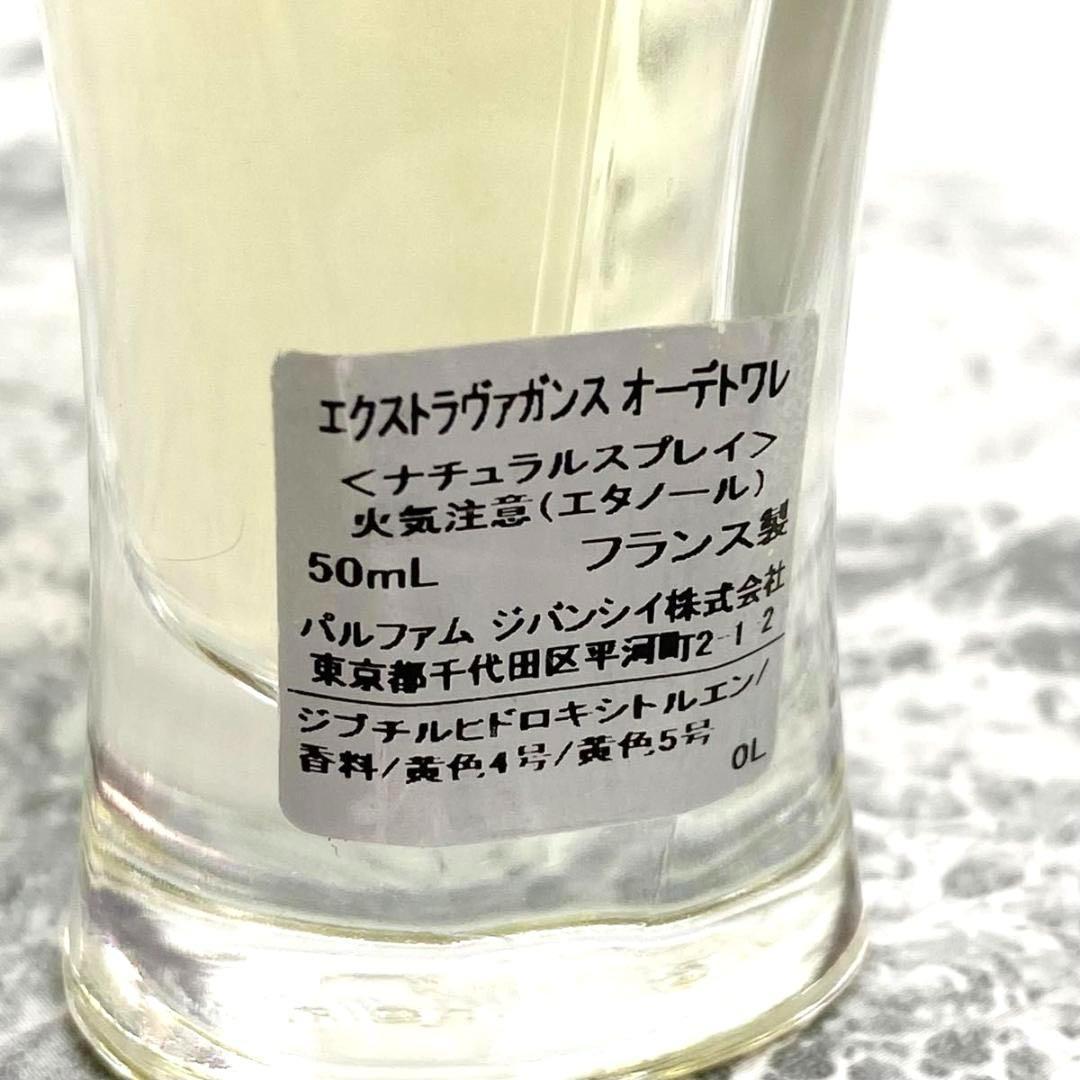 エクストラヴァガンス オーデトワレ
<ナチュラルスプレイ>
火気注意(エタノール)
50mL フランス製
パルファム ジバンシイ株式会社
東京都千代田区平河町2-1-2
ジブチルヒドロキシトルエン/
香料/黄色4号/黄色5号
OL